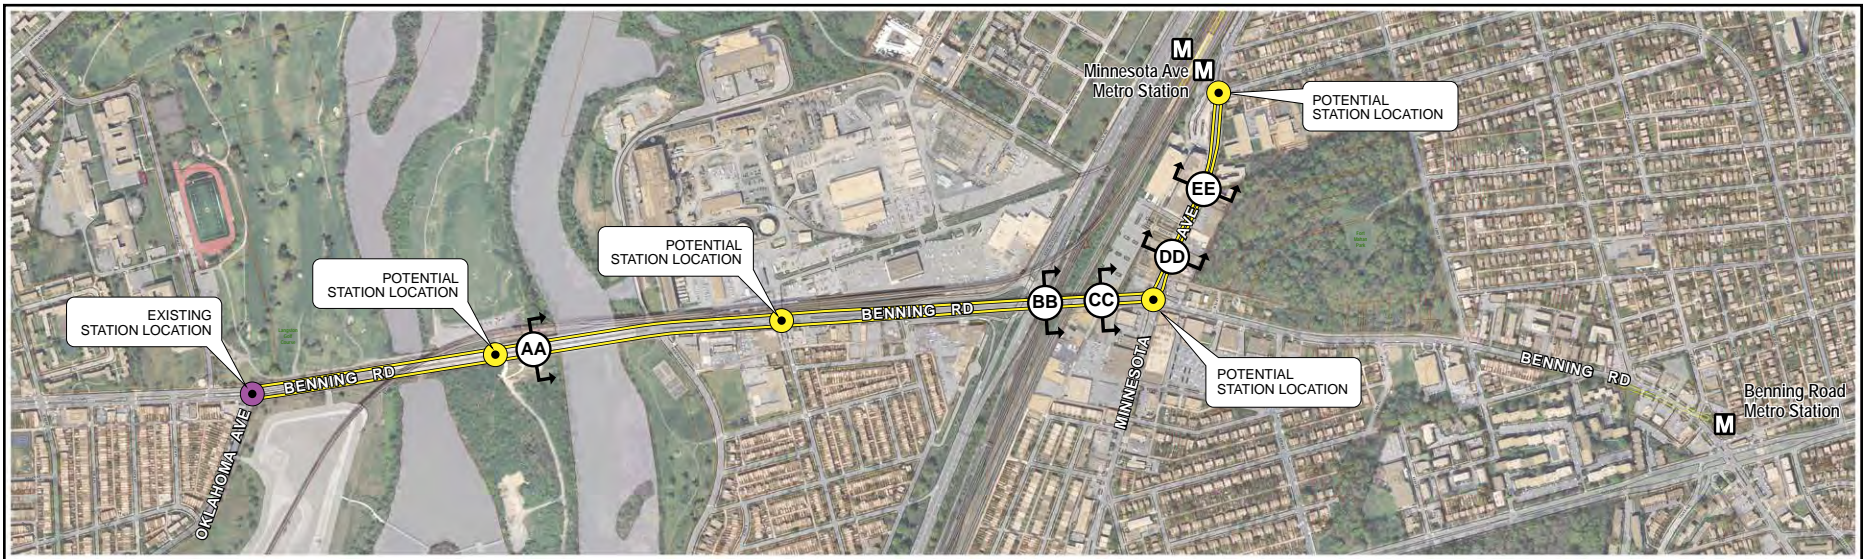 M
Minnesota Ave
M
Metro Station
POTENTIAL
STATION LOCATION
EE
AVE
DD
POTENTIAL
STATION LOCATION
POTENTIAL
STATION LOCATION
EXISTING
STATION LOCATION
AA
BENNING RD
BB
CC
BENNING RD
OKLAHOMA AVE
MINNESOTA
POTENTIAL
STATION LOCATION
BENNING RD
Benning Road
Metro Station
M